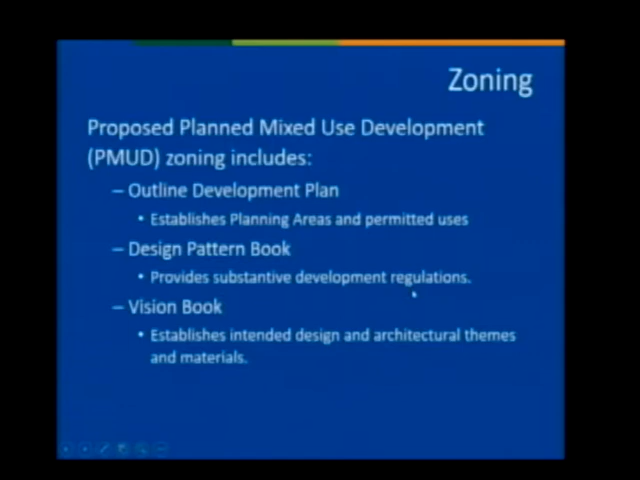 Zoning
Proposed Planned Mixed Use Development
(PMUD) zoning includes:
– Outline Development Plan
• Establishes Planning Areas and permitted uses
– Design Pattern Book
• Provides substantive development regulations.
– Vision Book
• Establishes intended design and architectural themes
and materials.